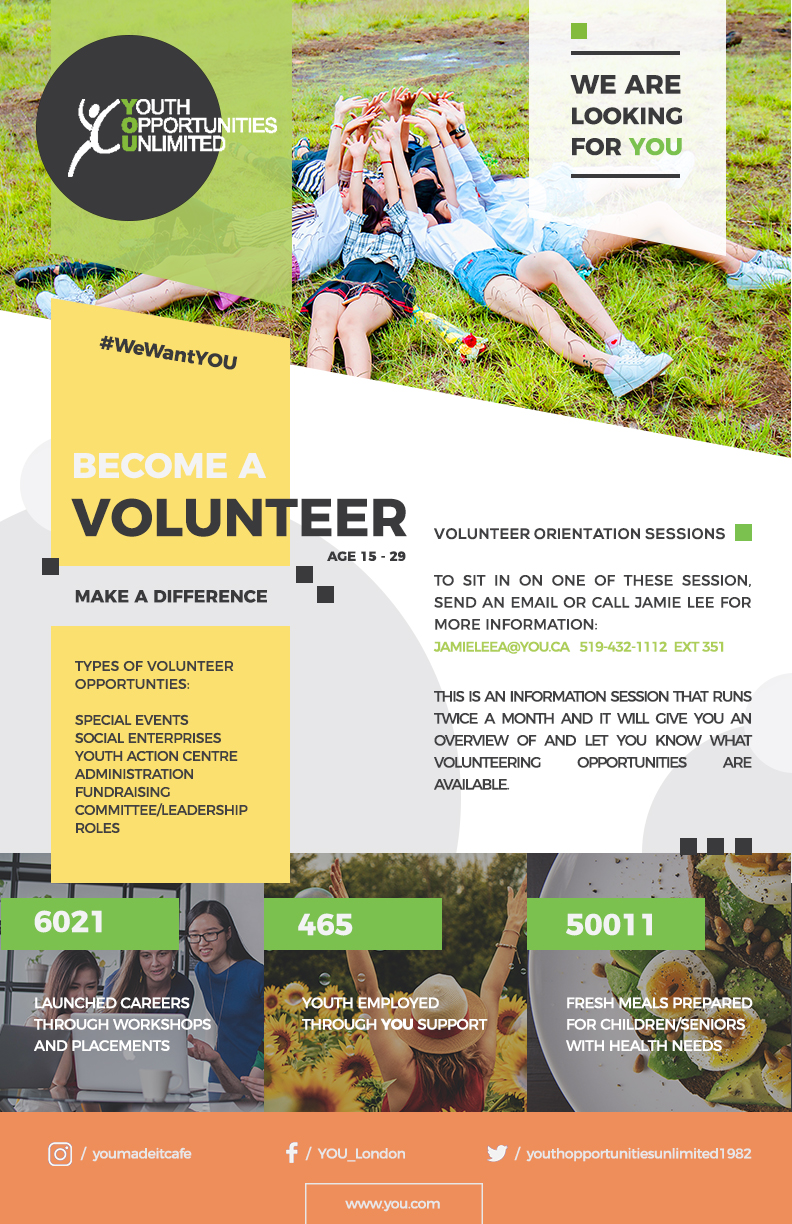 YOUTH
OPPORTUNITIES
UNLIMITED
WE ARE
LOOKING
FOR YOU
#WeWantYOU
BECOME A
VOLUNTEER
AGE 15 - 29
MAKE A DIFFERENCE
TYPES OF VOLUNTEER
OPPORTUNTIES:
SPECIAL EVENTS
SOCIAL ENTERPRISES
YOUTH ACTION CENTRE
ADMINISTRATION
FUNDRAISING
COMMITTEE/LEADERSHIP
ROLES
VOLUNTEER ORIENTATION SESSIONS
TO SIT IN ON ONE OF THESE SESSION,
SEND AN EMAIL OR CALL JAMIE LEE FOR
MORE INFORMATION:
JAMIELEEA@YOU.CA 519-432-1112 EXT 351
THIS IS AN INFORMATION SESSION THAT RUNS
TWICE A MONTH AND IT WILL GIVE YOU AN
OVERVIEW OF AND LET YOU KNOW WHAT
VOLUNTEERING OPPORTUNITIES ARE
AVAILABLE.
6021
LAUNCHED CAREERS
THROUGH WORKSHOPS
AND PLACEMENTS
465
YOUTH EMPLOYED
THROUGH YOU SUPPORT
50011
FRESH MEALS PREPARED
FOR CHILDREN/SENIORS
WITH HEALTH NEEDS
/ youmadeitcafe
/ YOU_London
/ youthopportunitiesunlimited1982
www.you.com